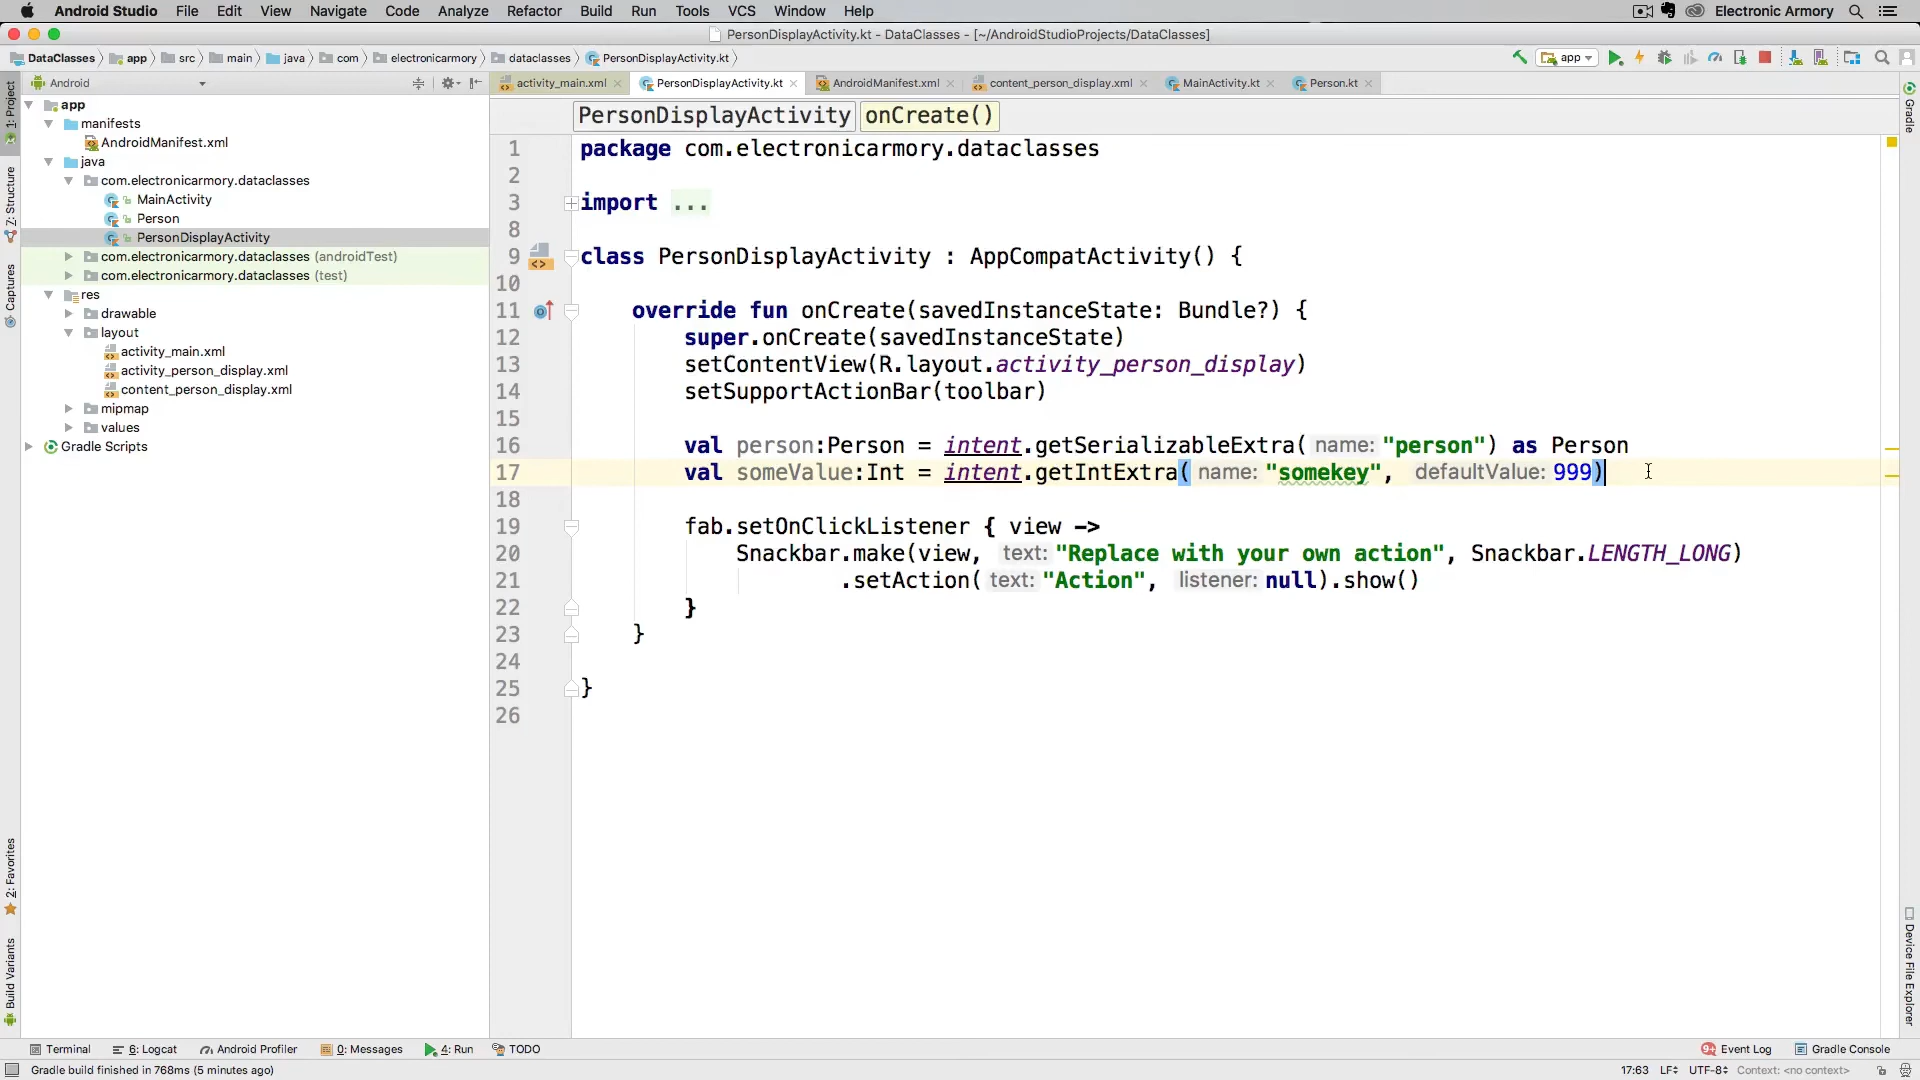 Android Studio File Edit View Navigate Code Analyze Refactor Build Run Tools VCS Window Help Electronic Armory
PersonDisplayActivity.kt - DataClasses - [~/AndroidStudioProjects/DataClasses]
DataClasses app src main java com electronicarmory dataclasses PersonDisplayActivity.kt app
Android activity_main.xml PersonDisplayActivity.kt AndroidManifest.xml content_person_display.xml MainActivity.kt Person.kt
PersonDisplayActivity onCreate()
app
manifests
AndroidManifest.xml
java
com.electronicarmory.dataclasses
MainActivity
Person
PersonDisplayActivity
com.electronicarmory.dataclasses (androidTest)
com.electronicarmory.dataclasses (test)
res
drawable
layout
activity_main.xml
activity_person_display.xml
content_person_display.xml
mipmap
values
Gradle Scripts
1: Project
Z: Structure
Captures
2: Favorites
Build Variants
1 package com.electronicarmory.dataclasses
2
3 import ...
8
9 class PersonDisplayActivity : AppCompatActivity() {
10
11 override fun onCreate(savedInstanceState: Bundle?) {
12 super.onCreate(savedInstanceState)
13 setContentView(R.layout.activity_person_display)
14 setSupportActionBar(toolbar)
15
16 val person:Person = intent.getSerializableExtra( name: "person") as Person
17 val someValue:Int = intent.getIntExtra( name: "somekey", defaultValue: 999)
18
19 fab.setOnClickListener { view ->
20 Snackbar.make(view, text: "Replace with your own action", Snackbar.LENGTH_LONG)
21 .setAction( text: "Action", listener: null).show()
22 }
23 }
24
25 }
26
Gradle
Device File Explorer
Terminal 6: Logcat Android Profiler 0: Messages 4: Run TODO 9+ Event Log Gradle Console
Gradle build finished in 768ms (5 minutes ago) 17:63 LF÷ UTF-8÷ Context: <no context>